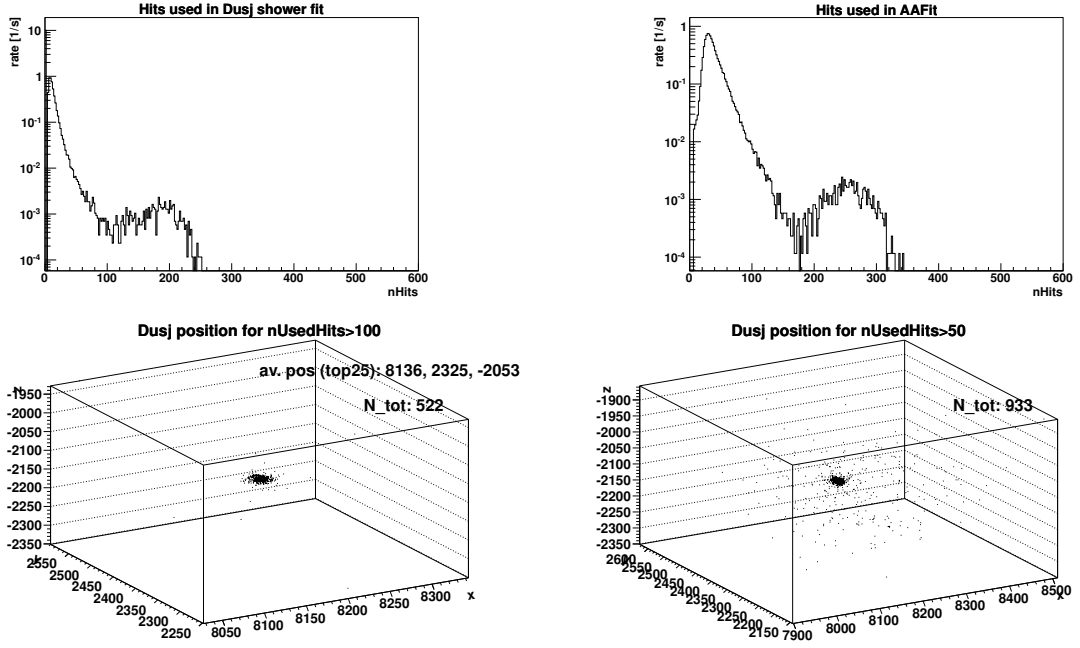 Hits used in Dusj shower fit
rate [1/s]
10
1
10-1
10-2
10-3
10-4
0 100 200 300 400 500 600
nHits
Hits used in AAFit
rate [1/s]
1
10-1
10-2
10-3
10-4
0 100 200 300 400 500 600
nHits
Dusj position for nUsedHits>100
av. pos (top25): 8136, 2325, -2053
N_tot: 522
z
-1950
-2000
-2050
-2100
-2150
-2200
-2250
-2300
-2350
2550
2500
2450
2400
2350
2300
2250
8050 8100 8150 8200 8250 8300
x
Dusj position for nUsedHits>50
N_tot: 933
z
-1900
-1950
-2000
-2050
-2100
-2150
-2200
-2250
-2300
-2350
2600
2550
2500
2450
2400
2350
2300
2250
2200
2150
7900 8000 8100 8200 8300 8400 8500
x